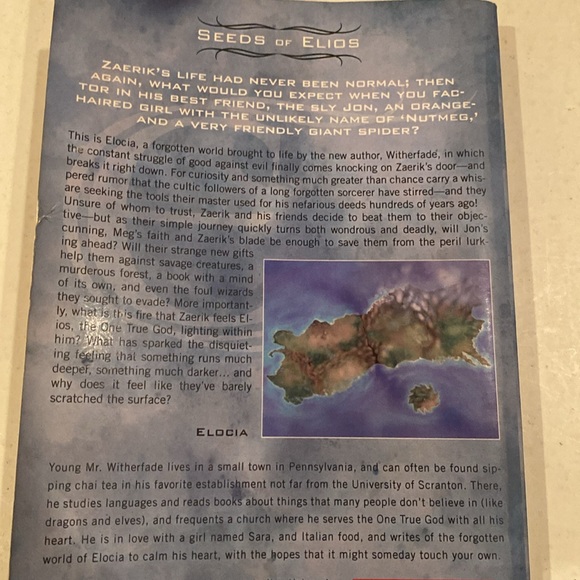 SEEDS OF ELIOS
ZAERIK'S LIFE HAD NEVER BEEN NORMAL; THEN
AGAIN, WHAT WOULD YOU EXPECT WHEN YOU FAC-
TOR IN HIS BEST FRIEND, THE SLY JON, AN ORANGE-
HAIRED GIRL WITH THE UNLIKELY NAME OF 'NUTMEG,'
AND A VERY FRIENDLY GIANT SPIDER?
This is Elocia, a forgotten world brought to life by the new author, Witherfade, in which
the constant struggle of good against evil finally comes knocking on Zaerik's door—and
breaks it right down. For curiosity and something much greater than chance carry a whis-
pered rumor that the cultic followers of a long forgotten sorcerer have stirred—and they
are seeking the tools their master used for his nefarious deeds hundreds of years ago!
Unsure of whom to trust, Zaerik and his friends decide to beat them to their objec-
tive—but as their simple journey quickly turns both wondrous and deadly, will Jon's
cunning, Meg's faith and Zaerik's blade be enough to save them from the peril lurk-
ing ahead? Will their strange new gifts
help them against savage creatures, a
murderous forest, a book with a mind
of its own, and even the foul wizards
they sought to evade? More important-
ly, what is this fire that Zaerik feels El-
ios, the One True God, lighting within
him? What has sparked the disquiet-
ing feeling that something runs much
deeper, something much darker... and
why does it feel like they've barely
scratched the surface?
ELOCIA
Young Mr. Witherfade lives in a small town in Pennsylvania, and can often be found sip-
ping chai tea in his favorite establishment not far from the University of Scranton. There,
he studies languages and reads books about things that many people don't believe in (like
dragons and elves), and frequents a church where he serves the One True God with all his
heart. He is in love with a girl named Sara, and Italian food, and writes of the forgotten
world of Elocia to calm his heart, with the hopes that it might someday touch your own.